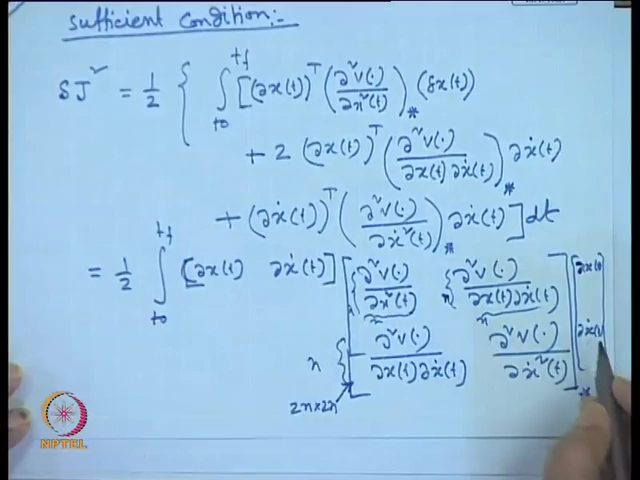 sufficient condition:-
δJ² = 1/2 { ∫_{t0}^{tf} [(∂x(t))^T (∂²V(·)/∂x²(t))_* (δx(t))
+ 2 (∂x(t))^T (∂²V(·)/∂x(t)∂ẋ(t))_* ∂ẋ(t)
+ (∂ẋ(t))^T (∂²V(·)/∂ẋ²(t))_* ∂ẋ(t) ] dt
= 1/2 ∫_{t0}^{tf} [∂x(t) ∂ẋ(t)] [ n{ ∂²V(·)/∂x²(t) n ∂²V(·)/∂x(t)∂ẋ(t) n
n { ∂²V(·)/∂x(t)∂ẋ(t) ∂²V(·)/∂ẋ²(t) ]_* [∂x(t) ∂ẋ(t)
2n×2n
NPTEL